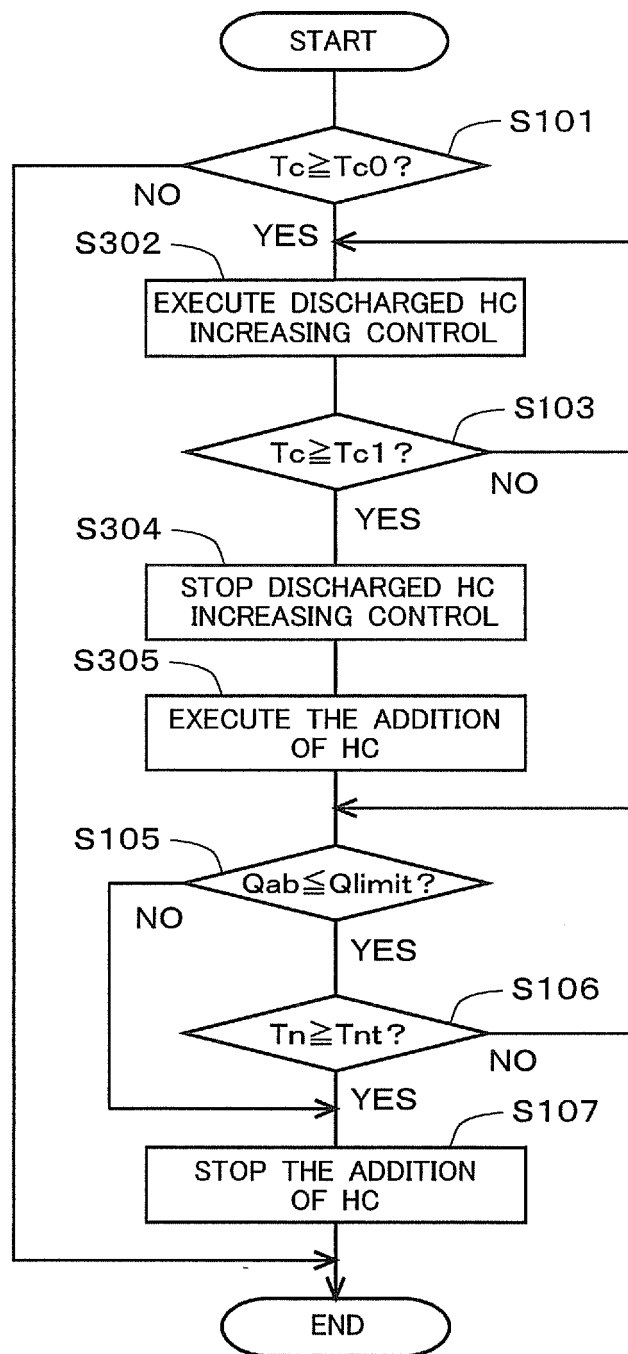 START
S101
Tc≧Tc0?
NO
YES
S302
EXECUTE DISCHARGED HC
INCREASING CONTROL
S103
Tc≧Tc1?
NO
YES
S304
STOP DISCHARGED HC
INCREASING CONTROL
S305
EXECUTE THE ADDITION
OF HC
S105
Qab≦Qlimit?
NO
YES
S106
Tn≧Tnt?
NO
YES
S107
STOP THE ADDITION
OF HC
END